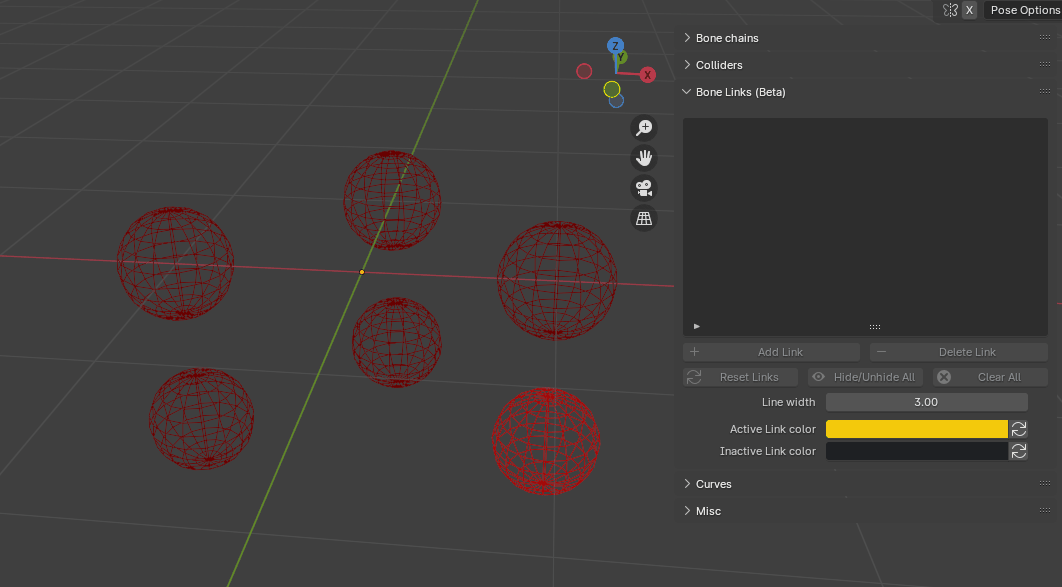 X Pose Options
Bone chains
Colliders
Bone Links (Beta)
Z
Y
X
Add Link
Delete Link
Reset Links
Hide/Unhide All
Clear All
Line width 3.00
Active Link color
Inactive Link color
Curves
Misc